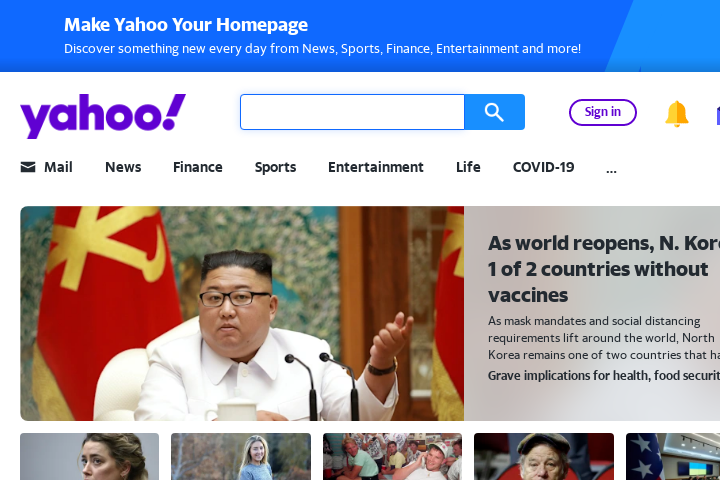 Make Yahoo Your Homepage
Discover something new every day from News, Sports, Finance, Entertainment and more!
yahoo!
Sign in
Mail News Finance Sports Entertainment Life COVID-19 ...
As world reopens, N. Kor
1 of 2 countries without
vaccines
As mask mandates and social distancing
requirements lift around the world, North
Korea remains one of two countries that ha
Grave implications for health, food securit